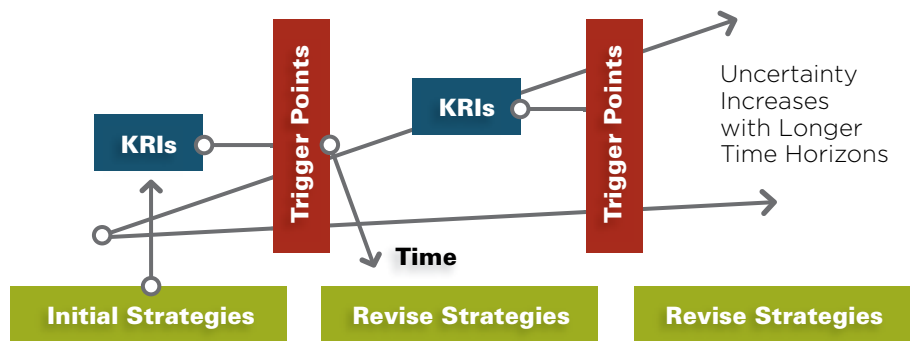 KRIs
Trigger Points
KRIs
Trigger Points
Uncertainty
Increases
with Longer
Time Horizons
Time
Initial Strategies
Revise Strategies
Revise Strategies